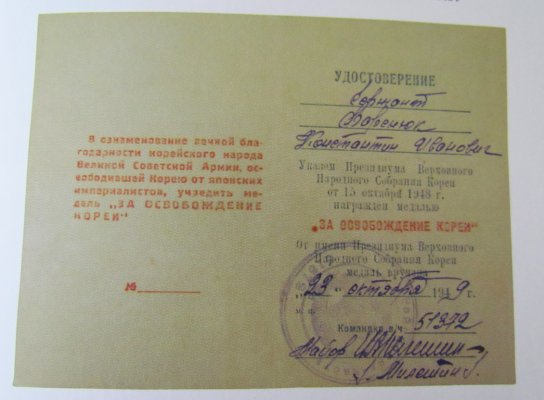 В ознаменование вечной бла-
годарности корейского народа
Великой Советской Армии, ос-
вободившей Корею от японских
империалистов, учредить ме-
даль „ЗА ОСВОБОЖДЕНИЕ
КОРЕИ“
№
УДОСТОВЕРЕНИЕ
Сержант
Константин Иванович
Указом Президиума Верховного
Народного Собрания Кореи
от 15 октября 1948 г.
награжден медалью
„ЗА ОСВОБОЖДЕНИЕ КОРЕИ“
От имени Президиума Верховного
Народного Собрания Кореи
медаль вручена
„23“ октября 1949 г.
м. п.
Командир в/ч 51392
Майор